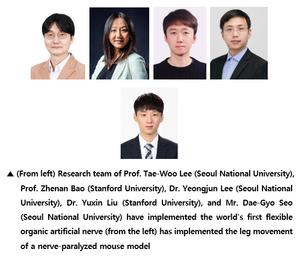 ▲ (From left) Research team of Prof. Tae-Woo Lee (Seoul National University),
Prof. Zhenan Bao (Stanford University), Dr. Yeongjun Lee (Seoul National
University), Dr. Yuxin Liu (Stanford University), and Mr. Dae-Gyo Seo
(Seoul National University) have implemented the world's first flexible
organic artificial nerve (from the left) has implemented the leg movement
of a nerve-paralyzed mouse model